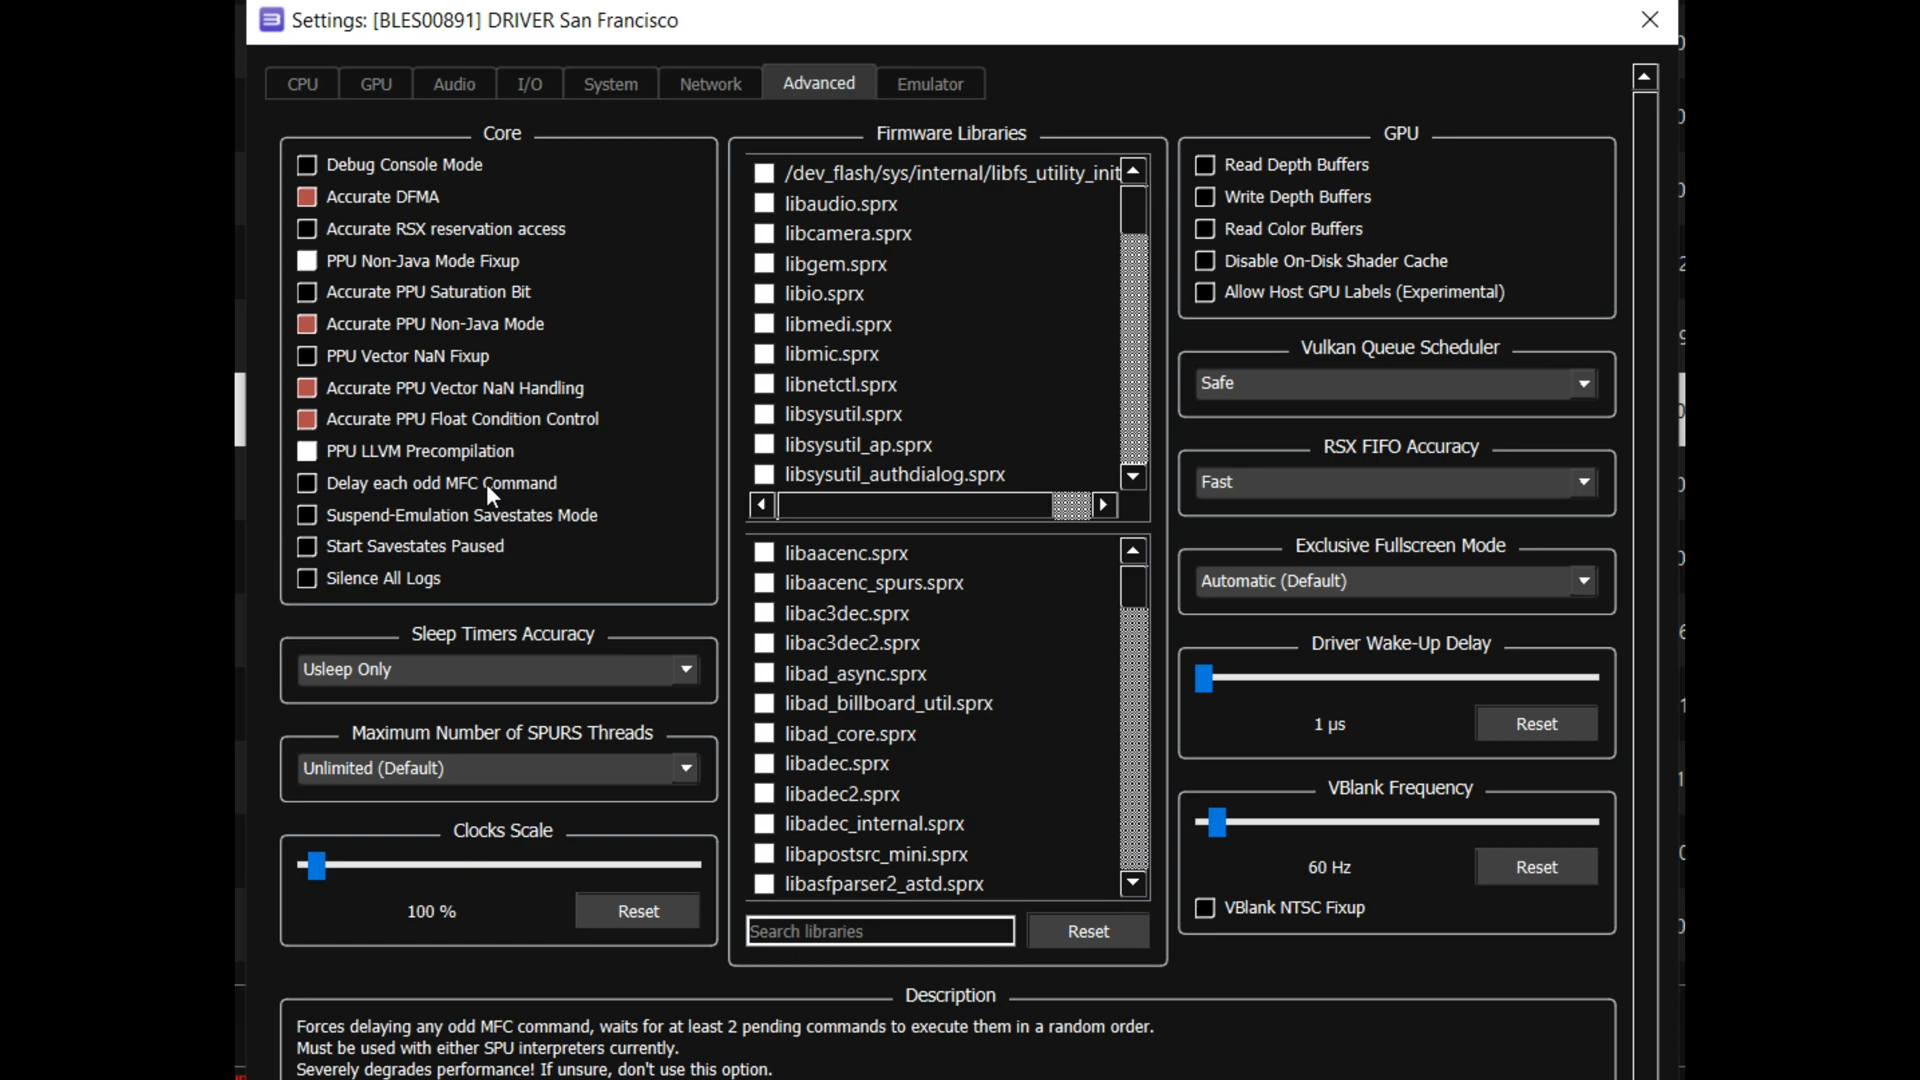 Settings: [BLES00891] DRIVER San Francisco
CPU
GPU
Audio
I/O
System
Network
Advanced
Emulator
Core
Debug Console Mode
Accurate DFMA
Accurate RSX reservation access
PPU Non-Java Mode Fixup
Accurate PPU Saturation Bit
Accurate PPU Non-Java Mode
PPU Vector NaN Fixup
Accurate PPU Vector NaN Handling
Accurate PPU Float Condition Control
PPU LLVM Precompilation
Delay each odd MFC Command
Suspend-Emulation Savestates Mode
Start Savestates Paused
Silence All Logs
Sleep Timers Accuracy
Usleep Only
Maximum Number of SPURS Threads
Unlimited (Default)
Clocks Scale
100 %
Reset
Firmware Libraries
/dev_flash/sys/internal/libfs_utility_init
libaudio.sprx
libcamera.sprx
libgem.sprx
libio.sprx
libmedi.sprx
libmic.sprx
libnetctl.sprx
libsysutil.sprx
libsysutil_ap.sprx
libsysutil_authdialog.sprx
libaacenc.sprx
libaacenc_spurs.sprx
libac3dec.sprx
libac3dec2.sprx
libad_async.sprx
libad_billboard_util.sprx
libad_core.sprx
libadec.sprx
libadec2.sprx
libadec_internal.sprx
libapostsrc_mini.sprx
libasfparser2_astd.sprx
Search libraries
Reset
GPU
Read Depth Buffers
Write Depth Buffers
Read Color Buffers
Disable On-Disk Shader Cache
Allow Host GPU Labels (Experimental)
Vulkan Queue Scheduler
Safe
RSX FIFO Accuracy
Fast
Exclusive Fullscreen Mode
Automatic (Default)
Driver Wake-Up Delay
1 µs
Reset
VBlank Frequency
60 Hz
Reset
VBlank NTSC Fixup
Description
Forces delaying any odd MFC command, waits for at least 2 pending commands to execute them in a random order.
Must be used with either SPU interpreters currently.
Severely degrades performance! If unsure, don't use this option.